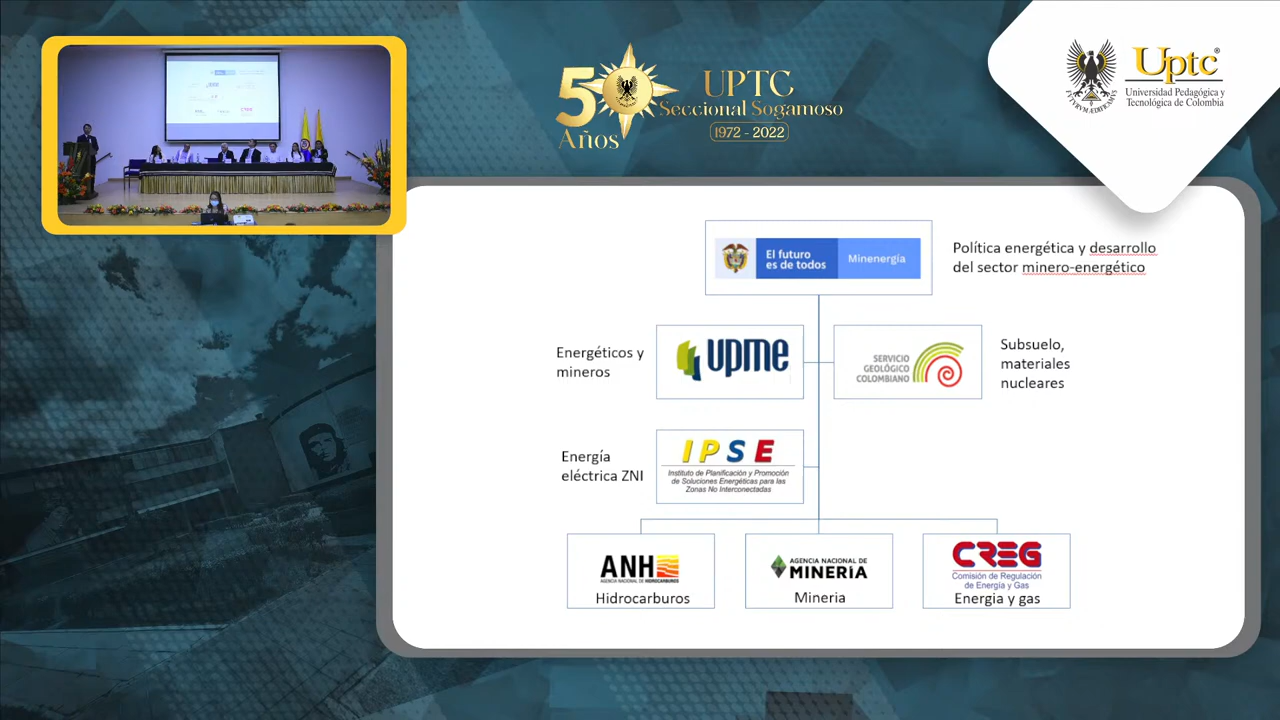 50
Años
UPTC
Seccional Sogamoso
1972 - 2022
Uptc®
Universidad Pedagógica y
Tecnológica de Colombia
El futuro
es de todos
Minenergía
Política energética y desarrollo
del sector minero-energético
Energéticos y
mineros
upme
SERVICIO
GEOLÓGICO
COLOMBIANO
Subsuelo,
materiales
nucleares
Energía
eléctrica ZNI
IPSE
Instituto de Planificación y Promoción
de Soluciones Energéticas para las
Zonas No Interconectadas
ANH
AGENCIA NACIONAL DE HIDROCARBUROS
Hidrocarburos
AGENCIA NACIONAL DE
MINERÍA
Mineria
CREG
Comisión de Regulación
de Energía y Gas
Energia y gas